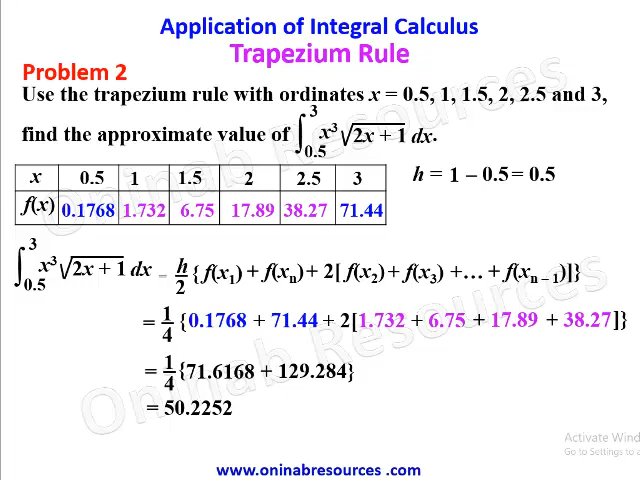 Application of Integral Calculus
Trapezium Rule
Problem 2
Use the trapezium rule with ordinates x = 0.5, 1, 1.5, 2, 2.5 and 3,
find the approximate value of ∫_{0.5}^{3} x³√(2x + 1) dx.
x 0.5 1 1.5 2 2.5 3
f(x) 0.1768 1.732 6.75 17.89 38.27 71.44
h = 1 – 0.5 = 0.5
∫_{0.5}^{3} x³√(2x + 1) dx = h/2 { f(x₁) + f(xₙ) + 2[ f(x₂) + f(x₃) +… + f(xₙ₋₁)]}
= 1/4 {0.1768 + 71.44 + 2[1.732 + 6.75 + 17.89 + 38.27]}
= 1/4 {71.6168 + 129.284}
= 50.2252
Oninab Resources
Oninab Resources
Activate Wind
Go to Settings to a
www.oninabresources .com